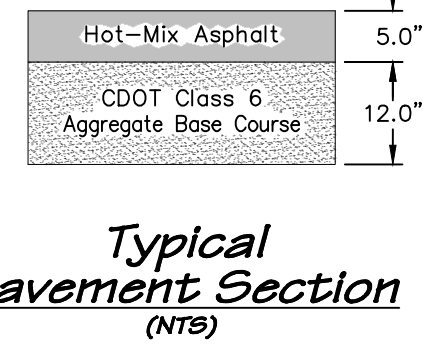 Hot-Mix Asphalt
5.0"
CDOT Class 6
Aggregate Base Course
12.0"
Typical
avement Section
(NTS)